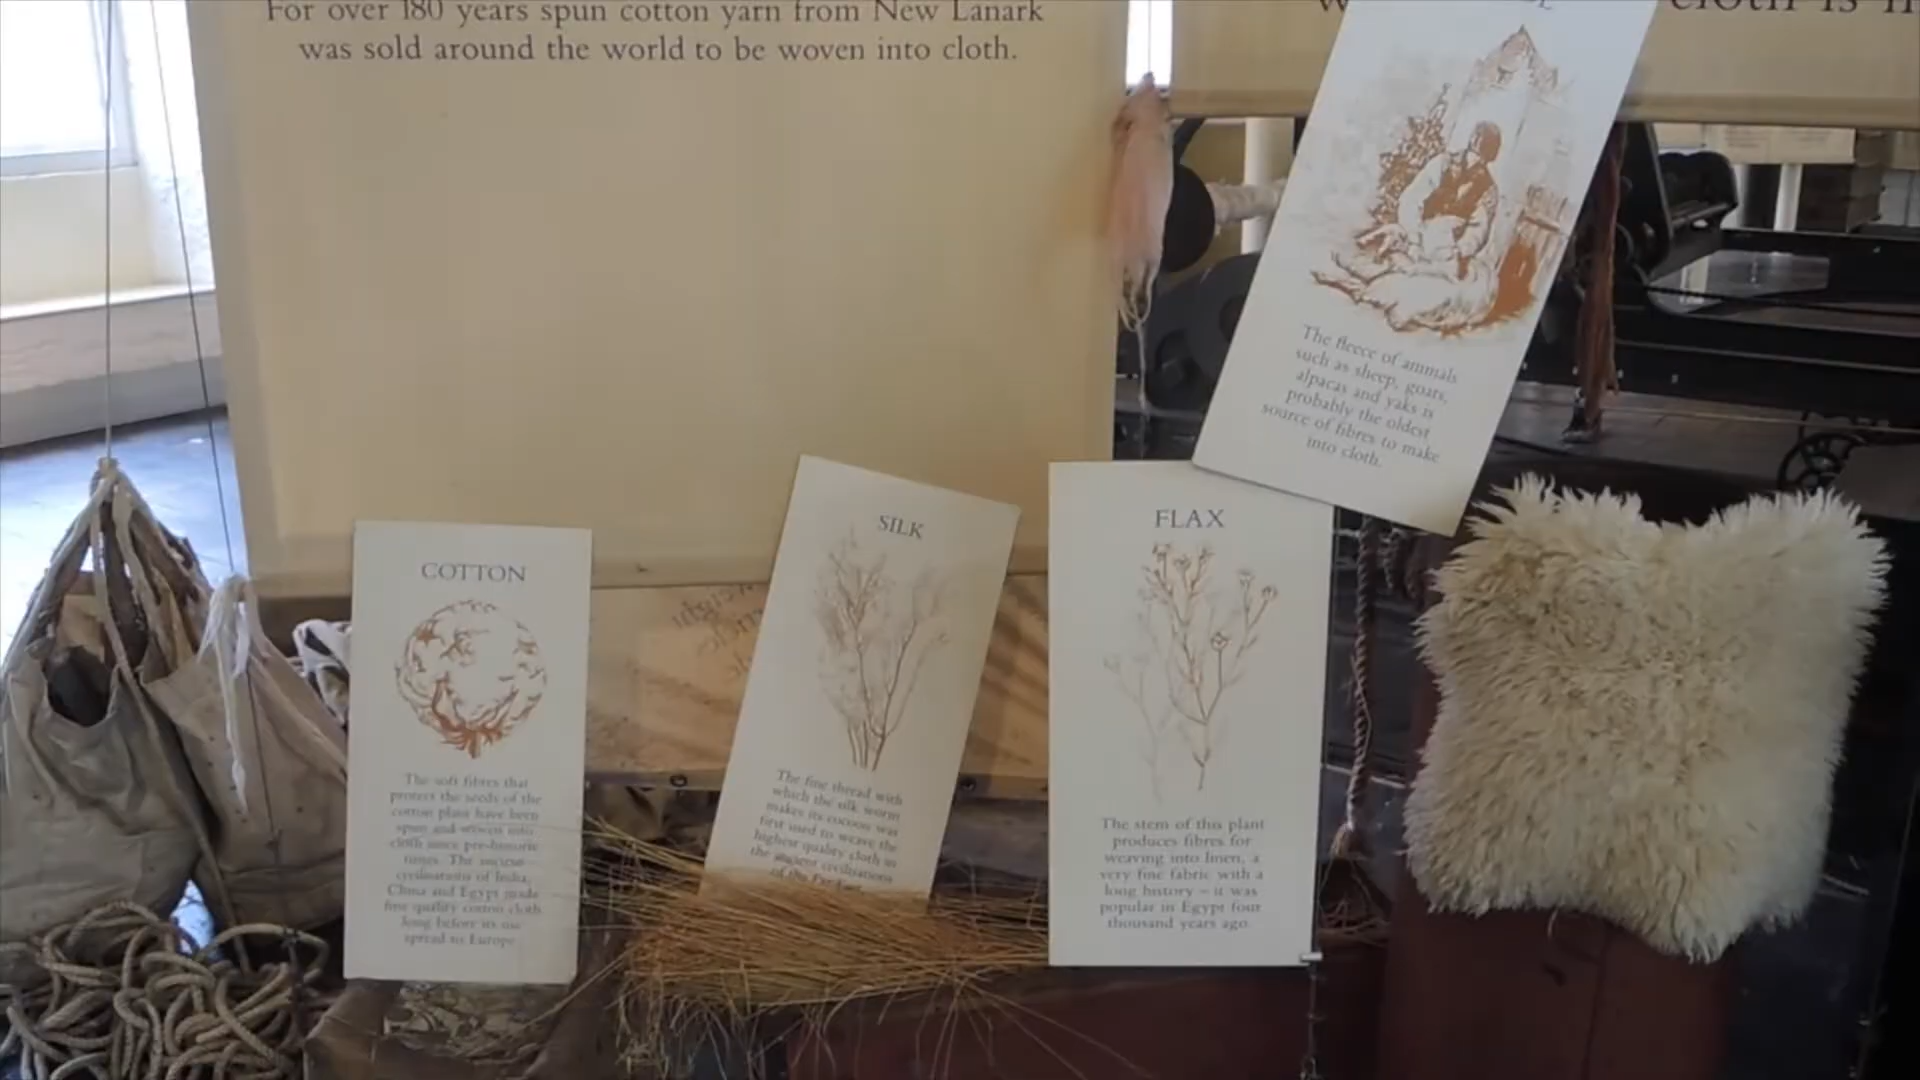 For over 180 years spun cotton yarn from New Lanark
was sold around the world to be woven into cloth.
cloth is
COTTON
The soft fibres that
protect the seeds of the
cotton plant have been
spun and woven into
cloth since pre-historic
times. The ancient
civilisations of India,
China and Egypt made
fine quality cotton cloth
long before its use
spread to Europe
SILK
The fine thread with
which the silk worm
makes its cocoon was
first used to weave the
highest quality cloth in
the ancient civilisations
of the Far East
FLAX
The stem of this plant
produces fibres for
weaving into linen, a
very fine fabric with a
long history – it was
popular in Egypt four
thousand years ago.
The fleece of animals
such as sheep, goats,
alpacas and yaks is
probably the oldest
source of fibres to make
into cloth.